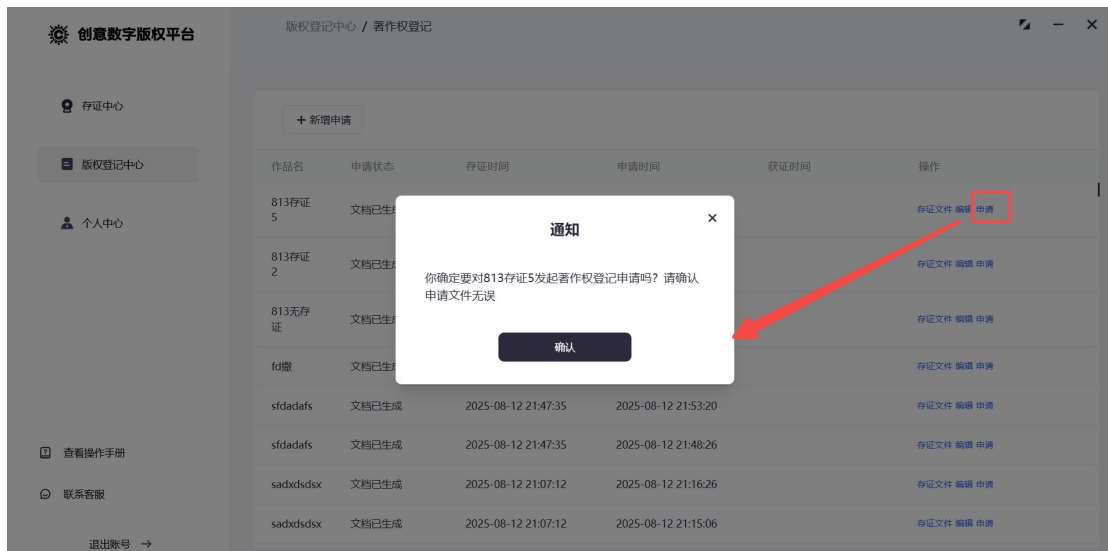 创意数字版权平台
版权登记中心 / 著作权登记
存证中心
+ 新增申请
版权登记中心
作品名 申请状态 存证时间 申请时间 获证时间 操作
813存证
5
文档已生
存证文件 编辑 申请
个人中心
通知
813存证
2
文档已生
存证文件 编辑 申请
你确定要对813存证5发起著作权登记申请吗？请确认
申请文件无误
813无存
证
文档已生
存证文件 编辑 申请
确认
fd撒 文档已生
存证文件 编辑 申请
sfdadafs 文档已生成 2025-08-12 21:47:35 2025-08-12 21:53:20 存证文件 编辑 申请
sfdadafs 文档已生成 2025-08-12 21:47:35 2025-08-12 21:48:26 存证文件 编辑 申请
查看操作手册
sadxdsdsx 文档已生成 2025-08-12 21:07:12 2025-08-12 21:16:26 存证文件 编辑 申请
联系客服
sadxdsdsx 文档已生成 2025-08-12 21:07:12 2025-08-12 21:15:06 存证文件 编辑 申请
退出账号 →